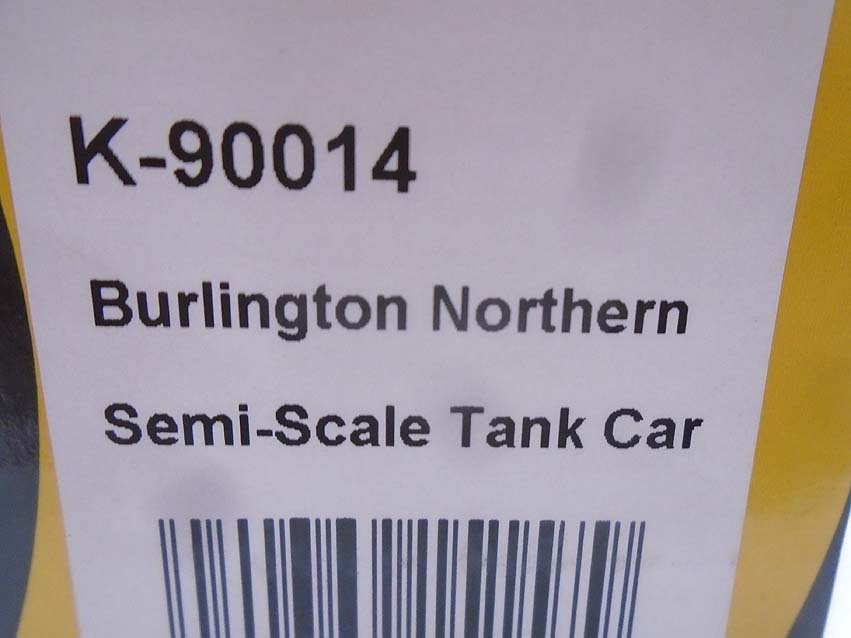 K-90014
Burlington Northern
Semi-Scale Tank Car